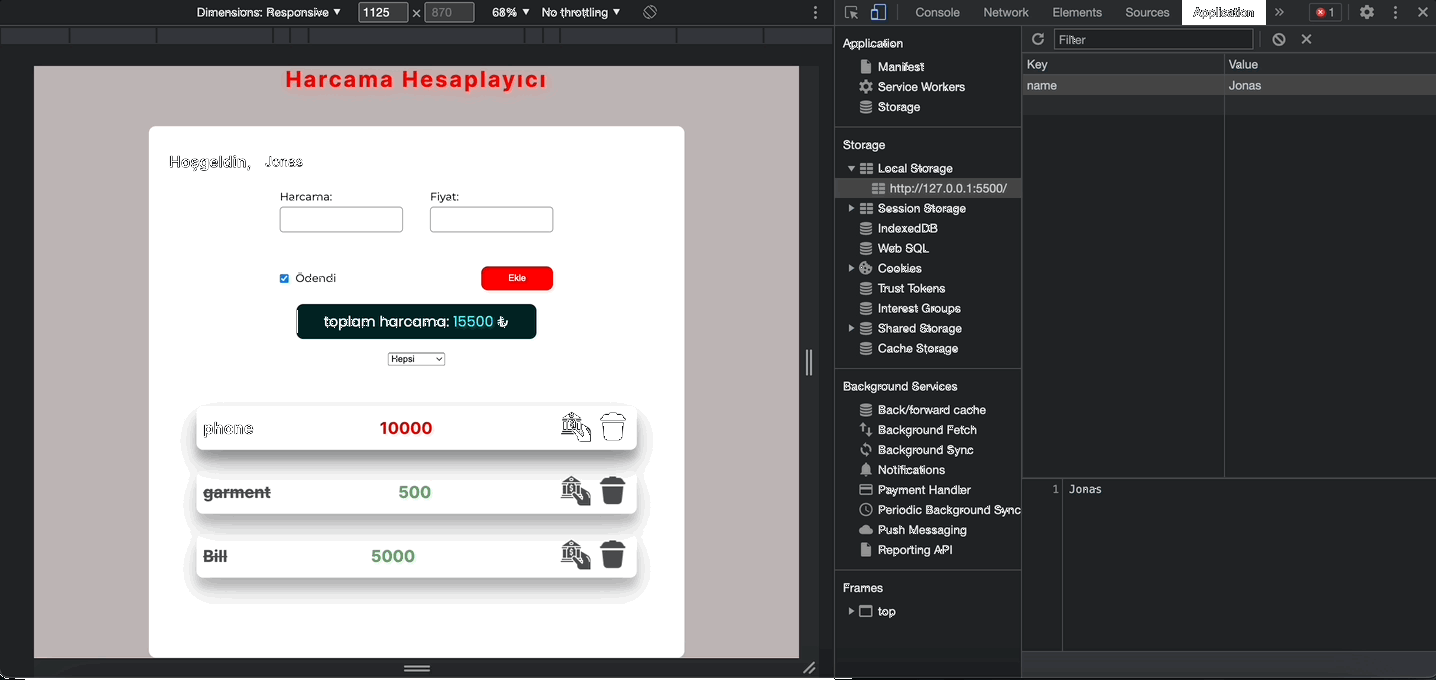 Dimensions: Responsive ▼ 1125 × 870 68% ▼ No throttling ▼
Harcama Hesaplayıcı
Hoşgeldin, Jonas
Harcama: Fiyat:
Ödendi Ekle
toplam harcama: 15500 ₺
Hepsi
phone 10000
garment 500
Bill 5000
Console Network Elements Sources Application » 1
Application
Manifest
Service Workers
Storage
Storage
Local Storage
http://127.0.0.1:5500/
Session Storage
IndexedDB
Web SQL
Cookies
Trust Tokens
Interest Groups
Shared Storage
Cache Storage
Background Services
Back/forward cache
Background Fetch
Background Sync
Notifications
Payment Handler
Periodic Background Sync
Push Messaging
Reporting API
Frames
top
Filter
Key Value
name Jonas
1 Jonas